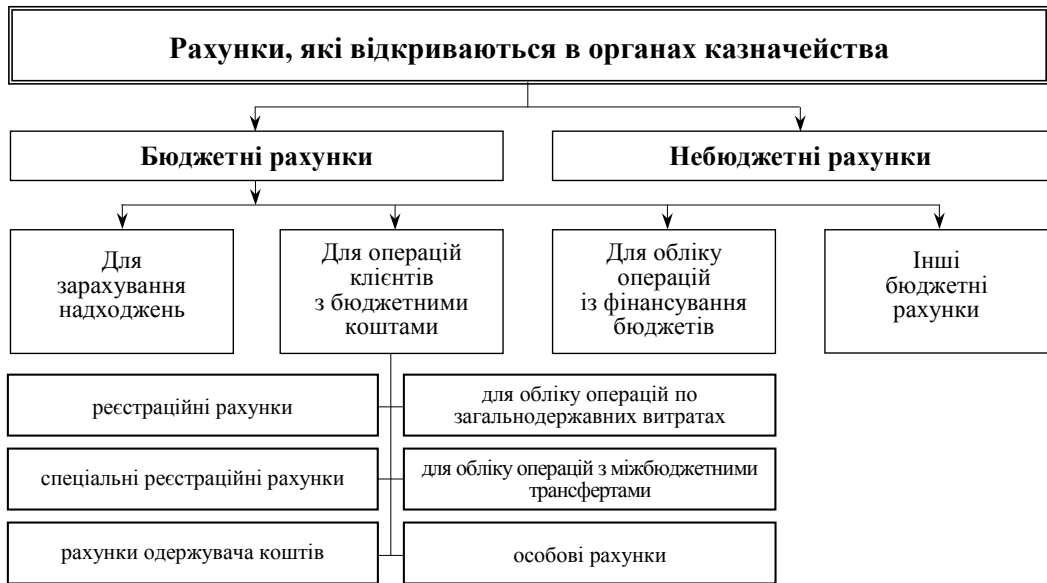 Рахунки, які відкриваються в органах казначейства
Бюджетні рахунки
Небюджетні рахунки
Для
зарахування
надходжень
Для операцій
клієнтів
з бюджетними
коштами
Для обліку
операцій
із фінансування
бюджетів
Інші
бюджетні
рахунки
реєстраційні рахунки
для обліку операцій по
загальнодержавних витратах
спеціальні реєстраційні рахунки
для обліку операцій з міжбюджетними
трансфертами
рахунки одержувача коштів
особові рахунки